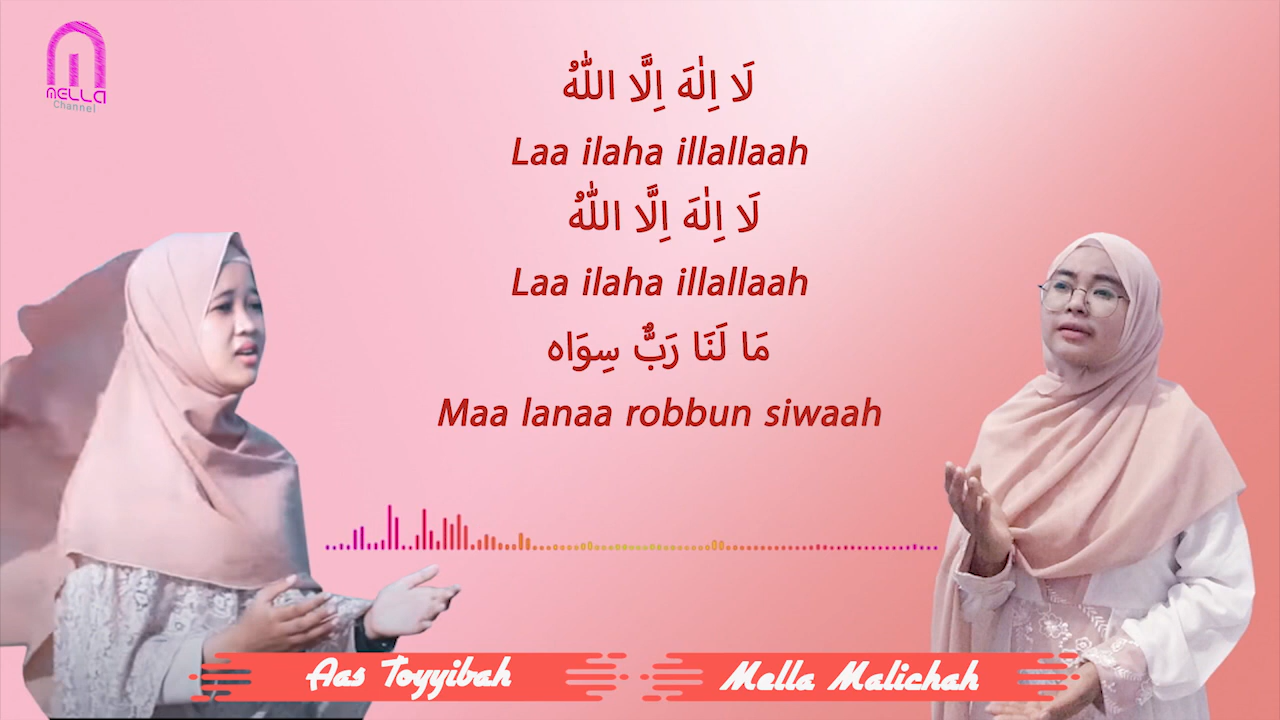 MELLA
Channel
لَا اِلٰهَ اِلَّا اللّٰهُ
Laa ilaha illallaah
لَا اِلٰهَ اِلَّا اللّٰهُ
Laa ilaha illallaah
مَا لَنَا رَبٌّ سِوَاه
Maa lanaa robbun siwaah
Aas Toyyibah
Mella Malichah